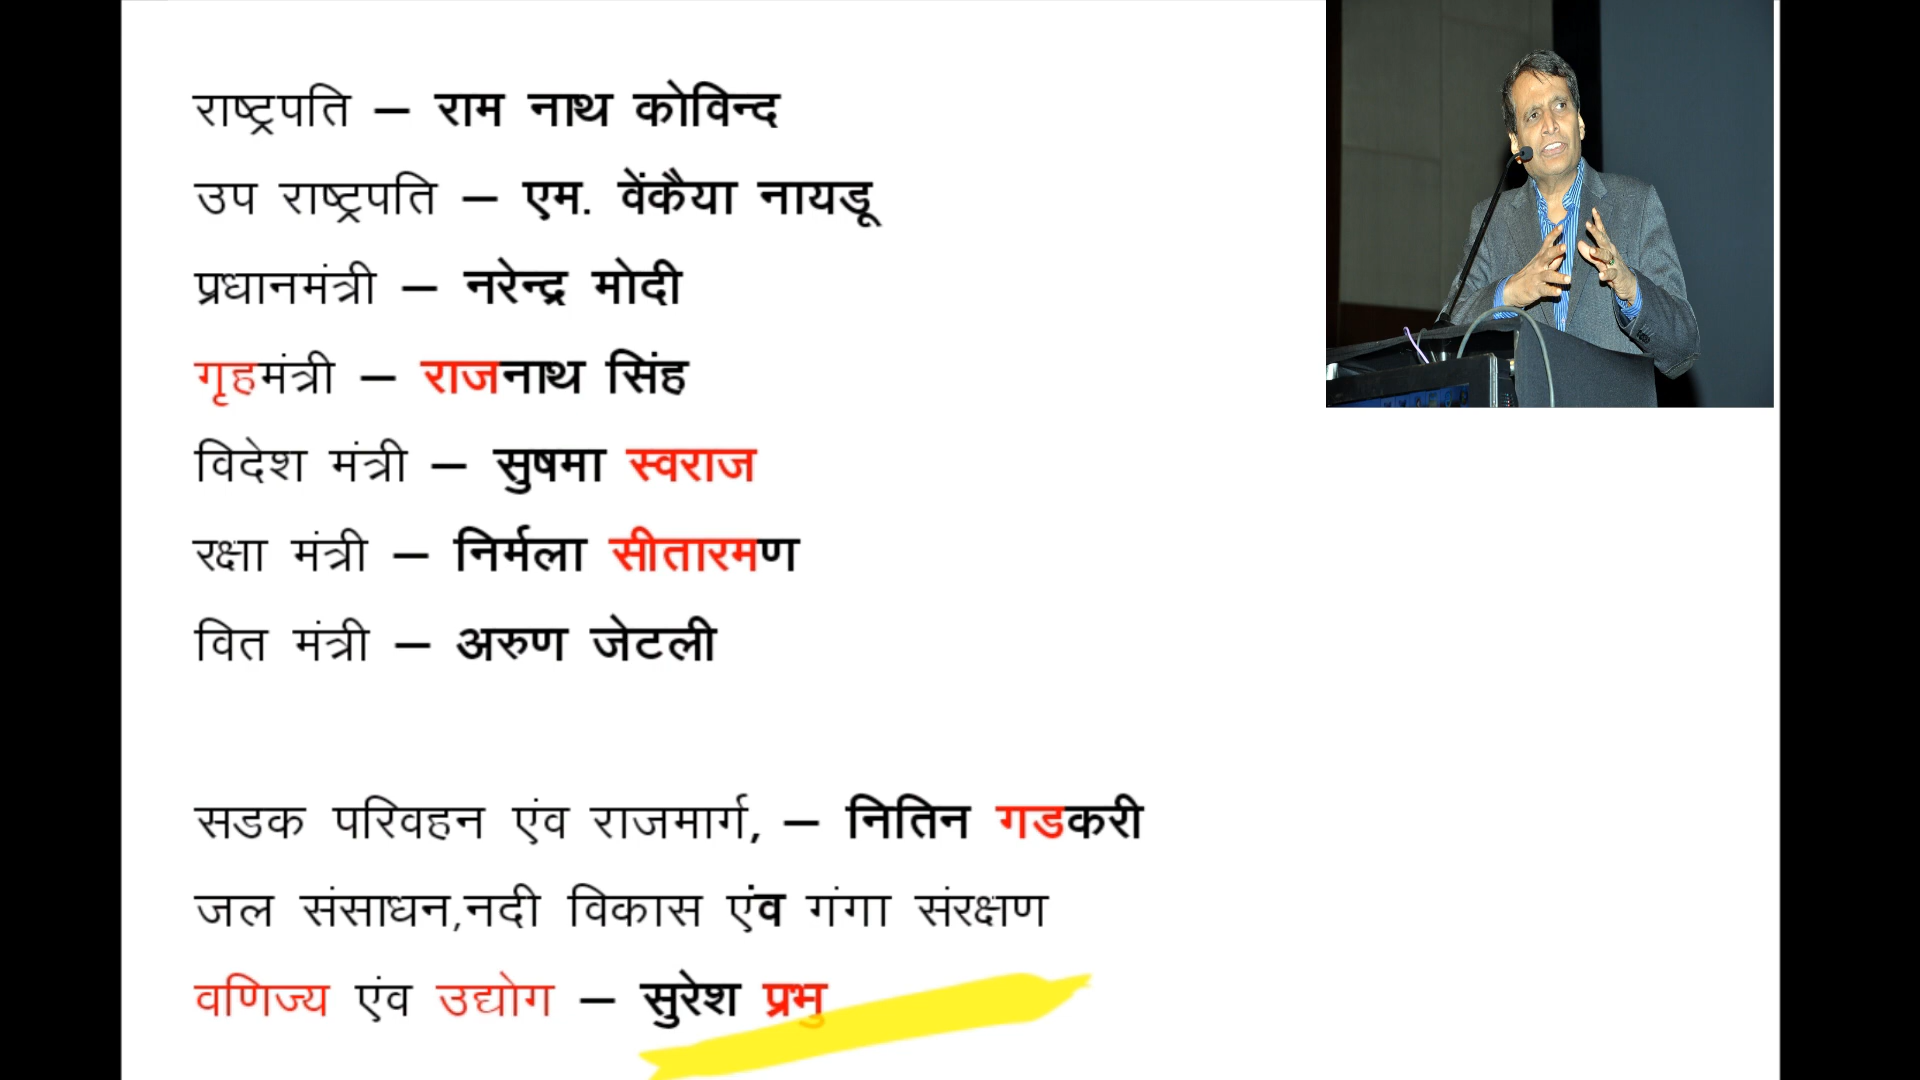 राष्ट्रपति – राम नाथ कोविन्द
उप राष्ट्रपति – एम. वेंकैया नायडू
प्रधानमंत्री – नरेन्द्र मोदी
गृहमंत्री – राजनाथ सिंह
विदेश मंत्री – सुषमा स्वराज
रक्षा मंत्री – निर्मला सीतारमण
वित मंत्री – अरुण जेटली
सडक परिवहन एंव राजमार्ग, – नितिन गडकरी
जल संसाधन,नदी विकास एंव गंगा संरक्षण
वणिज्य एंव उद्योग – सुरेश प्रभु